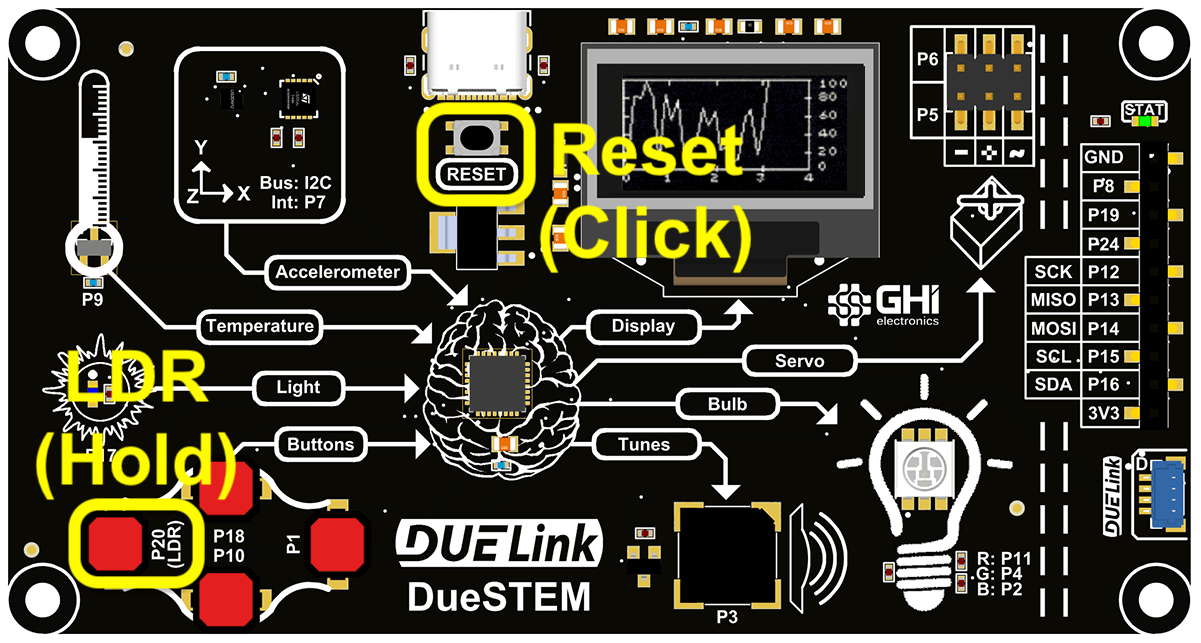 P6
P5
STAT
100
80
60
40
20
0
0 1 2 3 4
RESET
Reset
(Click)
Y
Z X
Bus: I2C
Int: P7
P9
GND
P8
P19
P24
SCK P12
MISO P13
MOSI P14
SCL P15
SDA P16
3V3
Accelerometer
Temperature
Light
Buttons
Display
Servo
Bulb
Tunes
GHI
electronics
LDR
(Hold)
P20
(LDR)
P18
P10
P1
DUELink
DueSTEM
P3
R: P11
G: P4
B: P2
DUELink
D